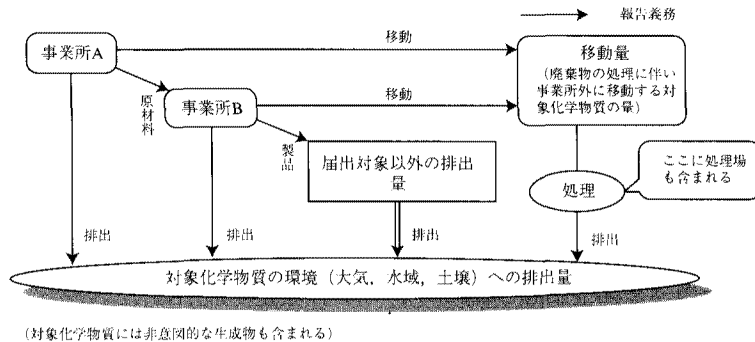 報告義務
事業所A
移動
移動量
(廃棄物の処理に伴い
事業所外に移動する対
象化学物質の量)
原材料
事業所B
移動
製品
届出対象以外の排出
量
処理
ここに処理場
も含まれる
排出
排出
排出
排出
対象化学物質の環境(大気,水域,土壌)への排出量
(対象化学物質には非意図的な生成物も含まれる)